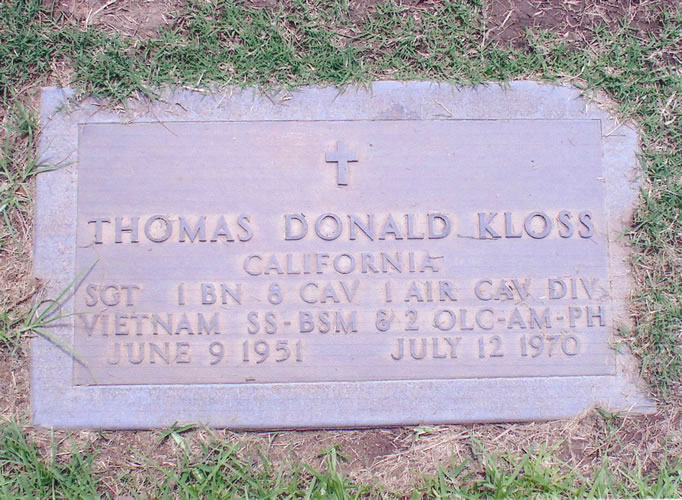 THOMAS DONALD KLOSS
CALIFORNIA
SGT 1 BN 8 CAV 1 AIR CAV DIV
VIETNAM SS-BSM & 2 OLC-AM-PH
JUNE 9 1951 JULY 12 1970